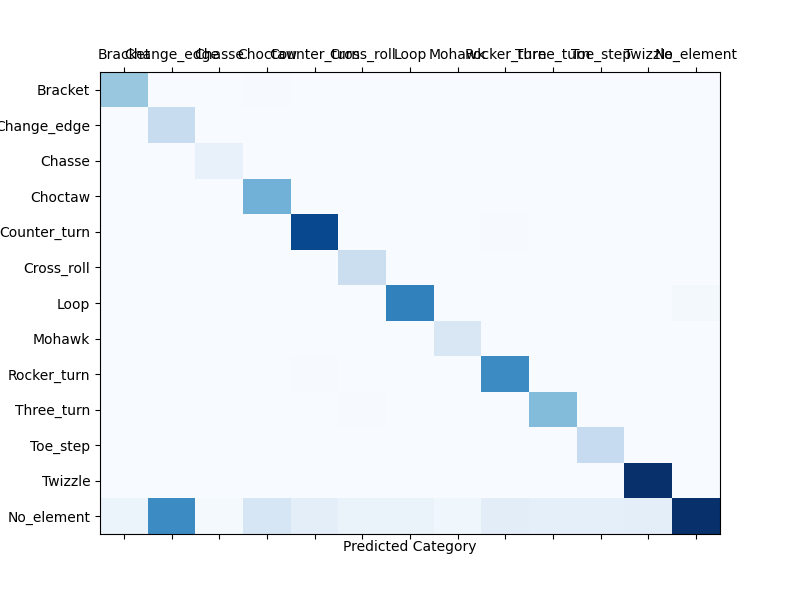 Bracket Change_edge Chasse Choctaw Counter_turn Cross_roll Loop Mohawk Rocker_turn Three_turn Toe_step Twizzle No_element
Bracket
Change_edge
Chasse
Choctaw
Counter_turn
Cross_roll
Loop
Mohawk
Rocker_turn
Three_turn
Toe_step
Twizzle
No_element
Predicted Category